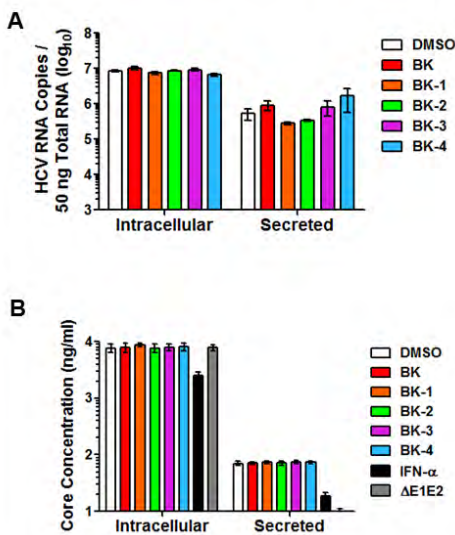 A
HCV RNA Copies /
50 ng Total RNA (log10)
7
6
5
4
3
Intracellular
Secreted
DMSO
BK
BK-1
BK-2
BK-3
BK-4
B
Core Concentration (ng/ml)
4
3
2
1
Intracellular
Secreted
DMSO
BK
BK-1
BK-2
BK-3
BK-4
IFN-α
ΔE1E2